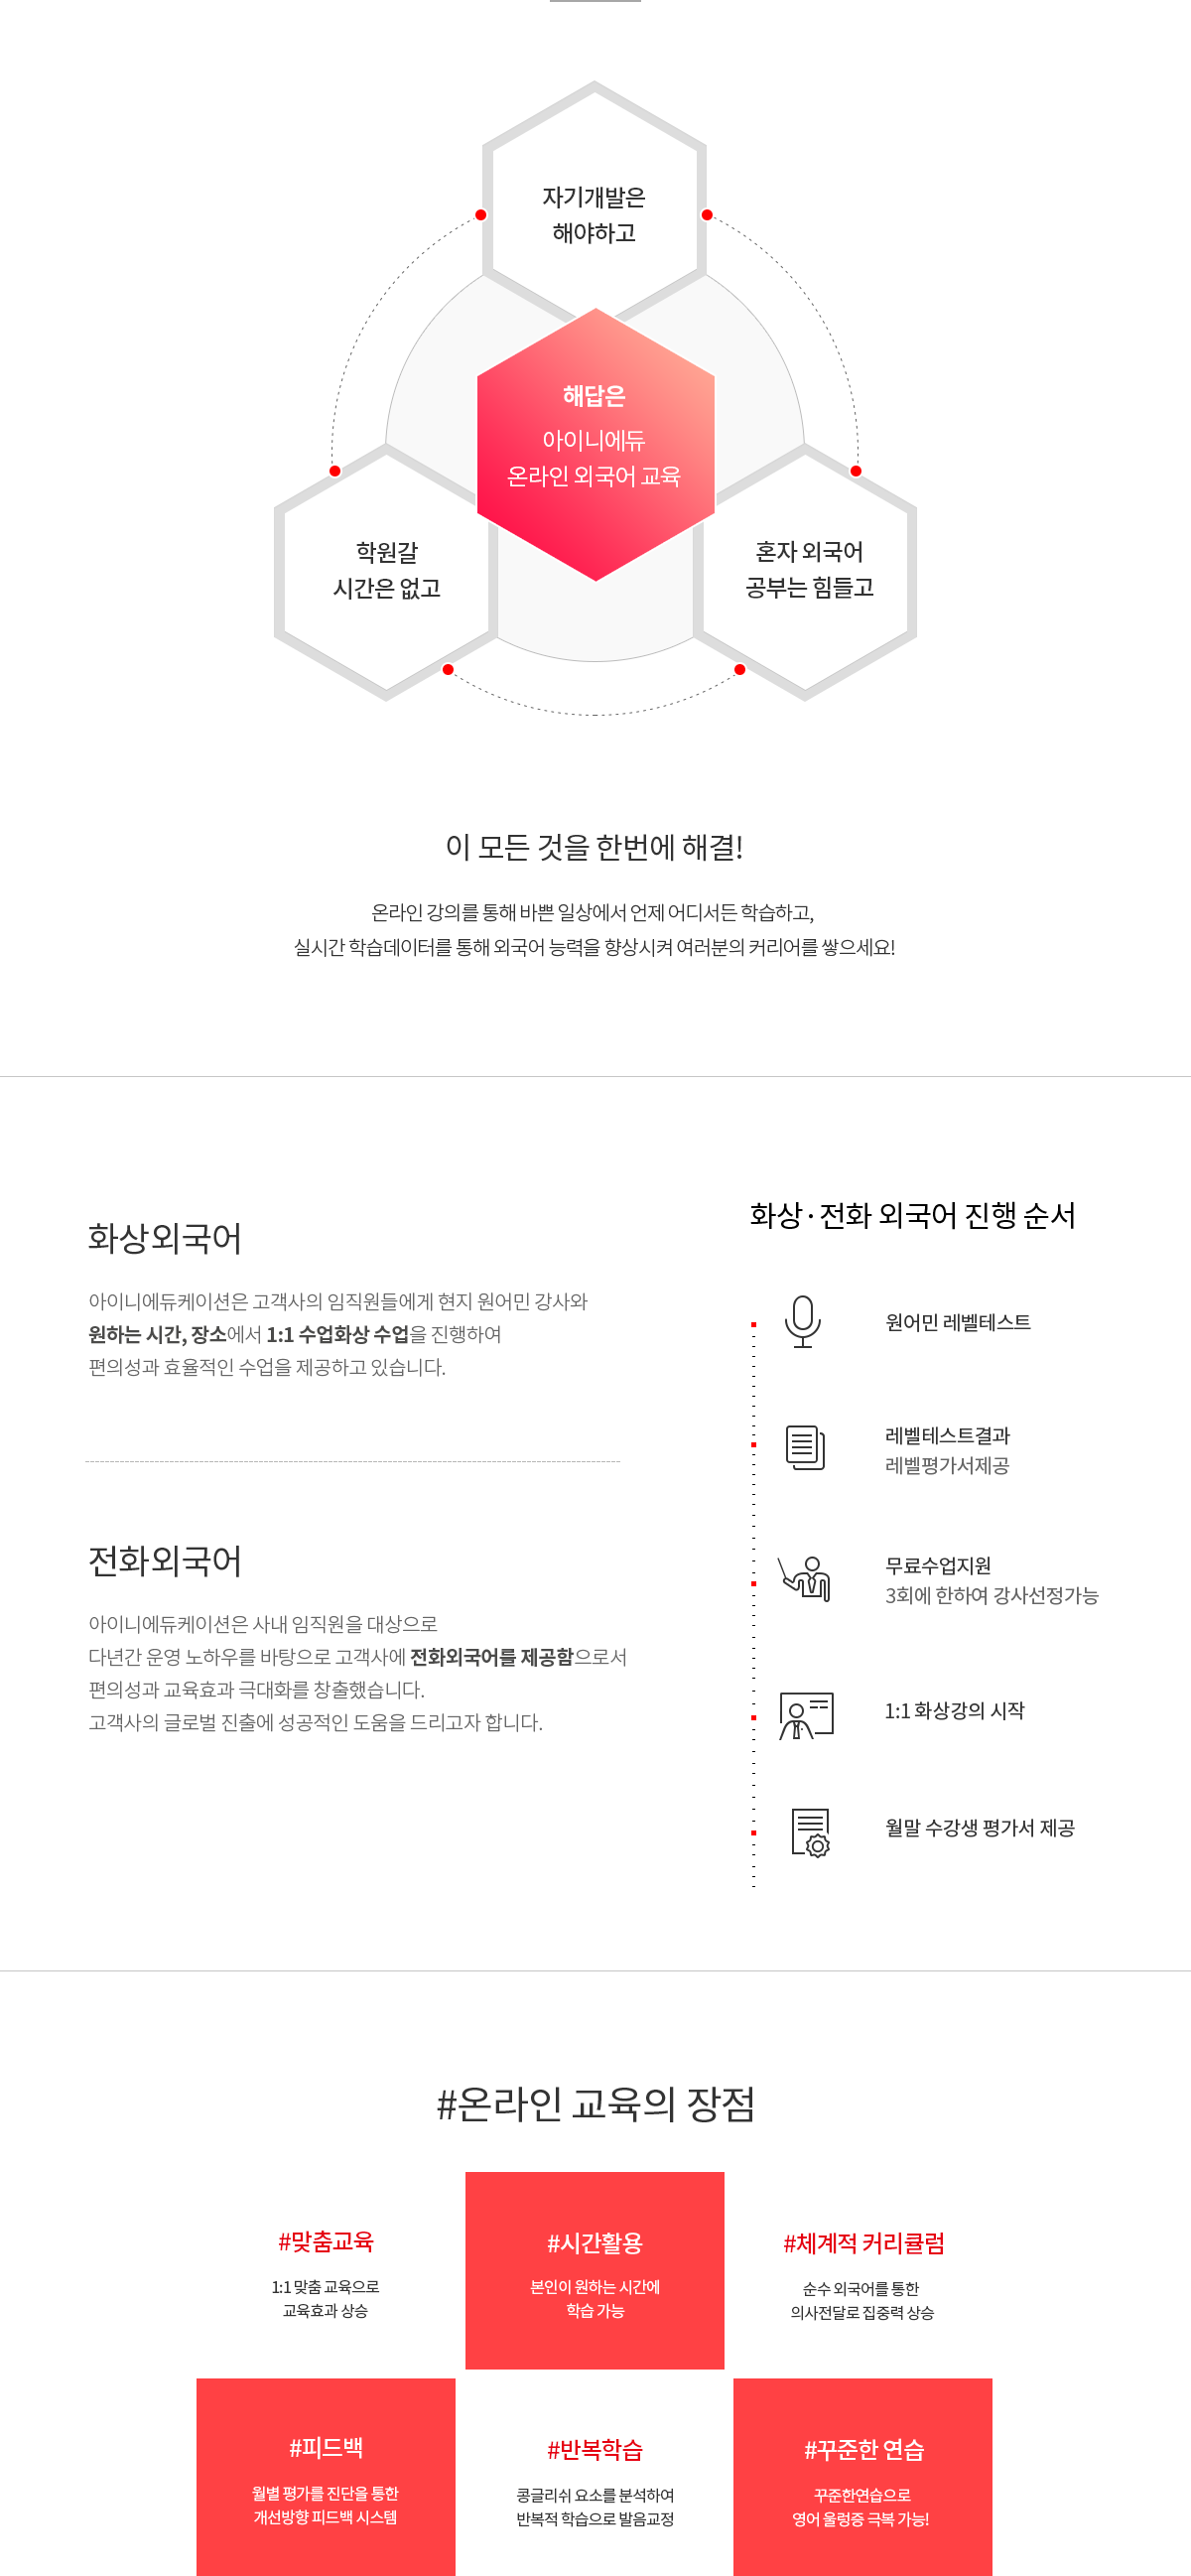 자기개발은
해야하고
해답은
아이니에듀
온라인 외국어 교육
학원갈
시간은 없고
혼자 외국어
공부는 힘들고
이 모든 것을 한번에 해결!
온라인 강의를 통해 바쁜 일상에서 언제 어디서든 학습하고,
실시간 학습데이터를 통해 외국어 능력을 향상시켜 여러분의 커리어를 쌓으세요!
화상외국어
아이니에듀케이션은 고객사의 임직원들에게 현지 원어민 강사와
원하는 시간, 장소에서 1:1 수업화상 수업을 진행하여
편의성과 효율적인 수업을 제공하고 있습니다.
전화외국어
아이니에듀케이션은 사내 임직원을 대상으로
다년간 운영 노하우를 바탕으로 고객사에 전화외국어를 제공함으로서
편의성과 교육효과 극대화를 창출했습니다.
고객사의 글로벌 진출에 성공적인 도움을 드리고자 합니다.
화상·전화 외국어 진행 순서
원어민 레벨테스트
레벨테스트결과
레벨평가서제공
무료수업지원
3회에 한하여 강사선정가능
1:1 화상강의 시작
월말 수강생 평가서 제공
#온라인 교육의 장점
#맞춤교육
1:1 맞춤 교육으로
교육효과 상승
#시간활용
본인이 원하는 시간에
학습 가능
#체계적 커리큘럼
순수 외국어를 통한
의사전달로 집중력 상승
#피드백
월별 평가를 진단을 통한
개선방향 피드백 시스템
#반복학습
콩글리쉬 요소를 분석하여
반복적 학습으로 발음교정
#꾸준한 연습
꾸준한연습으로
영어 울렁증 극복 가능!